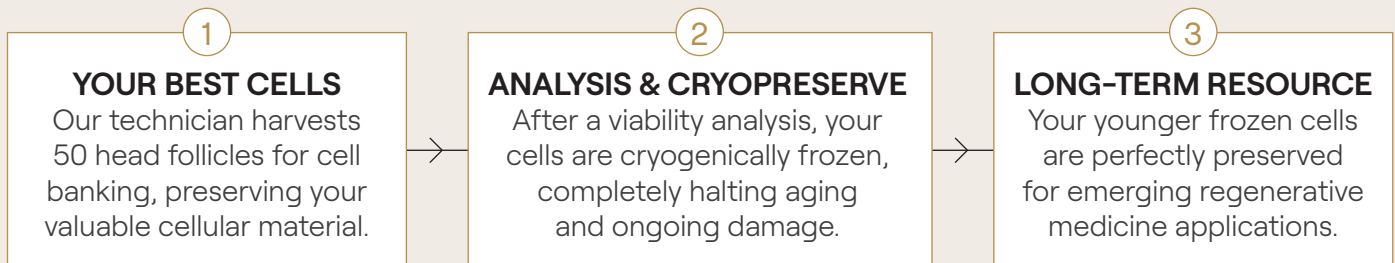 1
YOUR BEST CELLS
Our technician harvests
50 head follicles for cell
banking, preserving your
valuable cellular material.
2
ANALYSIS & CRYOPRESERVE
After a viability analysis, your
cells are cryogenically frozen,
completely halting aging
and ongoing damage.
3
LONG-TERM RESOURCE
Your younger frozen cells
are perfectly preserved
for emerging regenerative
medicine applications.